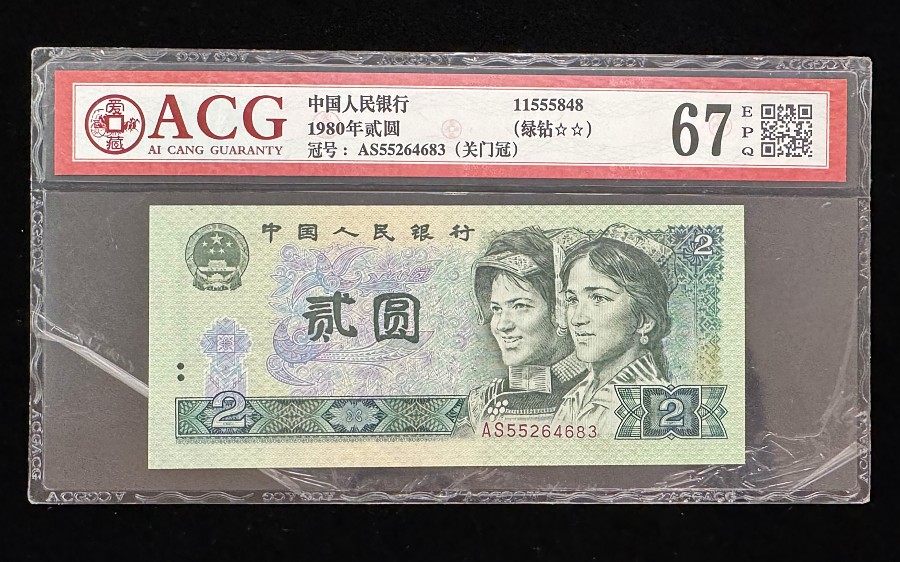 爱藏
ACG
AI CANG GUARANTY
中国人民银行
1980年贰圆
冠号：AS55264683（关门冠）
11555848
（绿钻☆☆）
67
EPQ
中国人民银行
贰圆
2
2
2
AS55264683